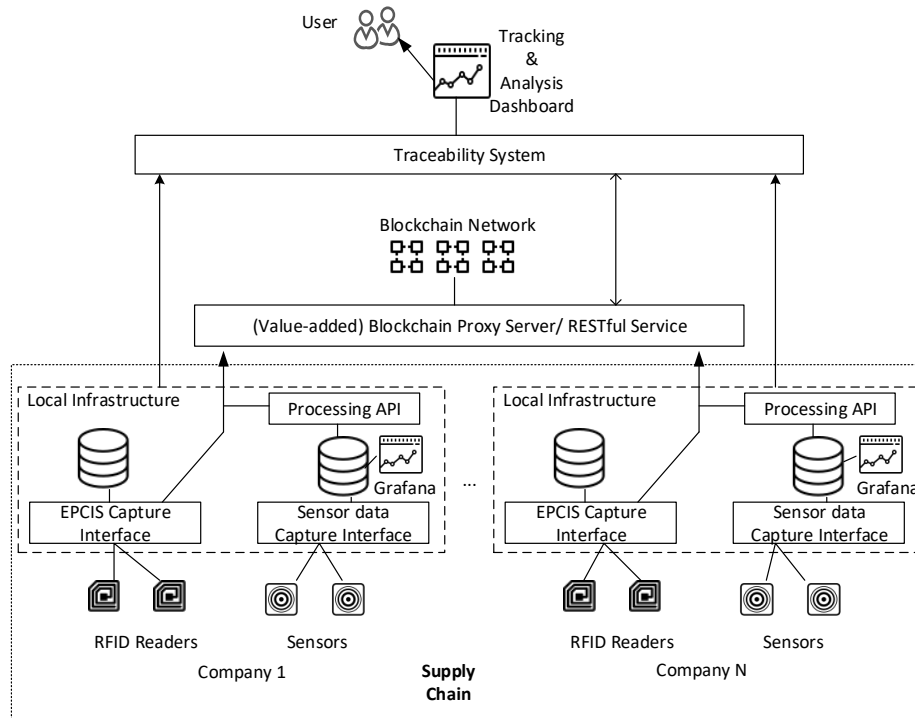 User
Tracking
&
Analysis
Dashboard
Traceability System
Blockchain Network
(Value-added) Blockchain Proxy Server/ RESTful Service
Local Infrastructure
Processing API
Grafana
EPCIS Capture
Interface
Sensor data
Capture Interface
RFID Readers
Sensors
Company 1
...
Local Infrastructure
Processing API
Grafana
EPCIS Capture
Interface
Sensor data
Capture Interface
RFID Readers
Sensors
Company N
Supply
Chain